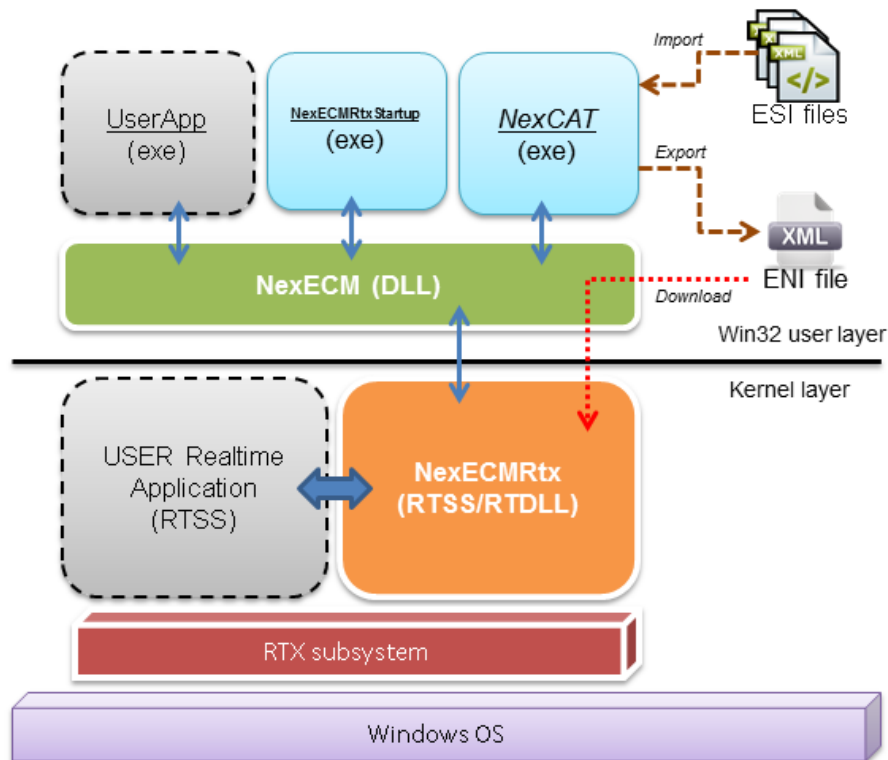 UserApp
(exe)
NexECMRtxStartup
(exe)
NexCAT
(exe)
Import
XML
</>
ESI files
Export
XML
ENI file
NexECM (DLL)
Download
Win32 user layer
Kernel layer
USER Realtime
Application
(RTSS)
NexECMRtx
(RTSS/RTDLL)
RTX subsystem
Windows OS